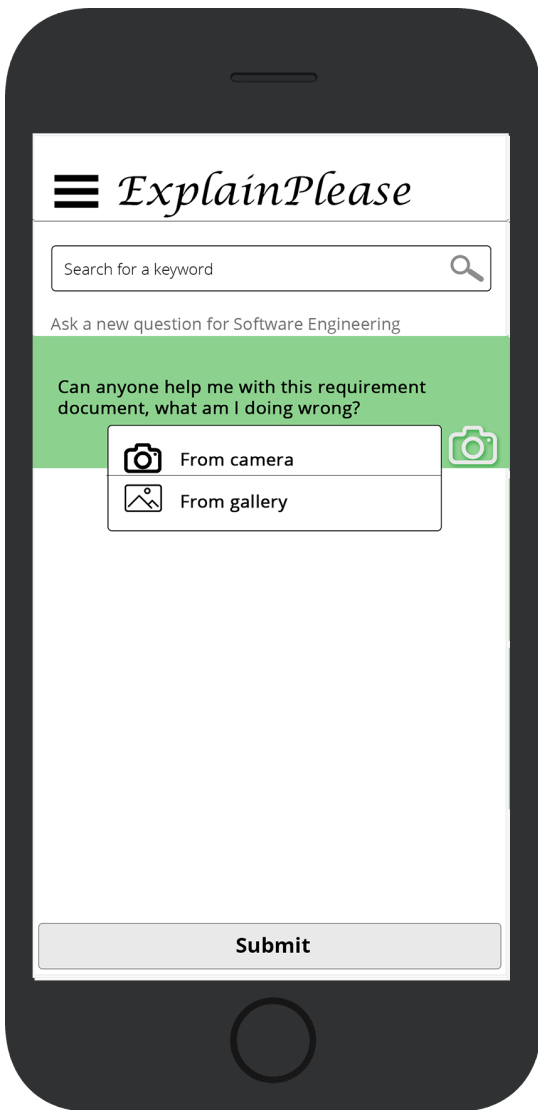 ExplainPlease
Search for a keyword
Ask a new question for Software Engineering
Can anyone help me with this requirement
document, what am I doing wrong?
From camera
From gallery
Submit